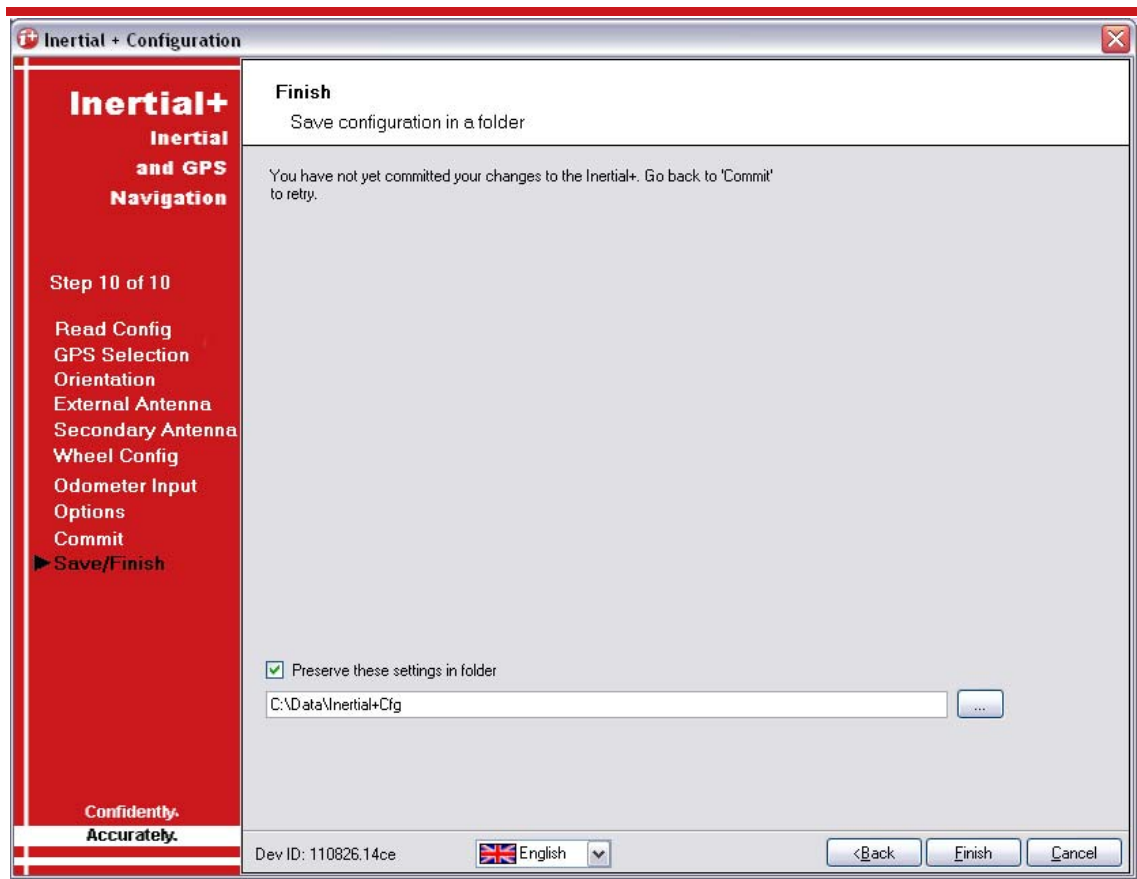 Inertial + Configuration
Inertial+
Inertial
and GPS
Navigation
Step 10 of 10
Read Config
GPS Selection
Orientation
External Antenna
Secondary Antenna
Wheel Config
Odometer Input
Options
Commit
Save/Finish
Confidently.
Accurately.
Finish
Save configuration in a folder
You have not yet committed your changes to the Inertial+. Go back to 'Commit'
to retry.
Preserve these settings in folder
C:\Data\Inertial+Cfg
...
Dev ID: 110826.14ce
English
<Back
Finish
Cancel